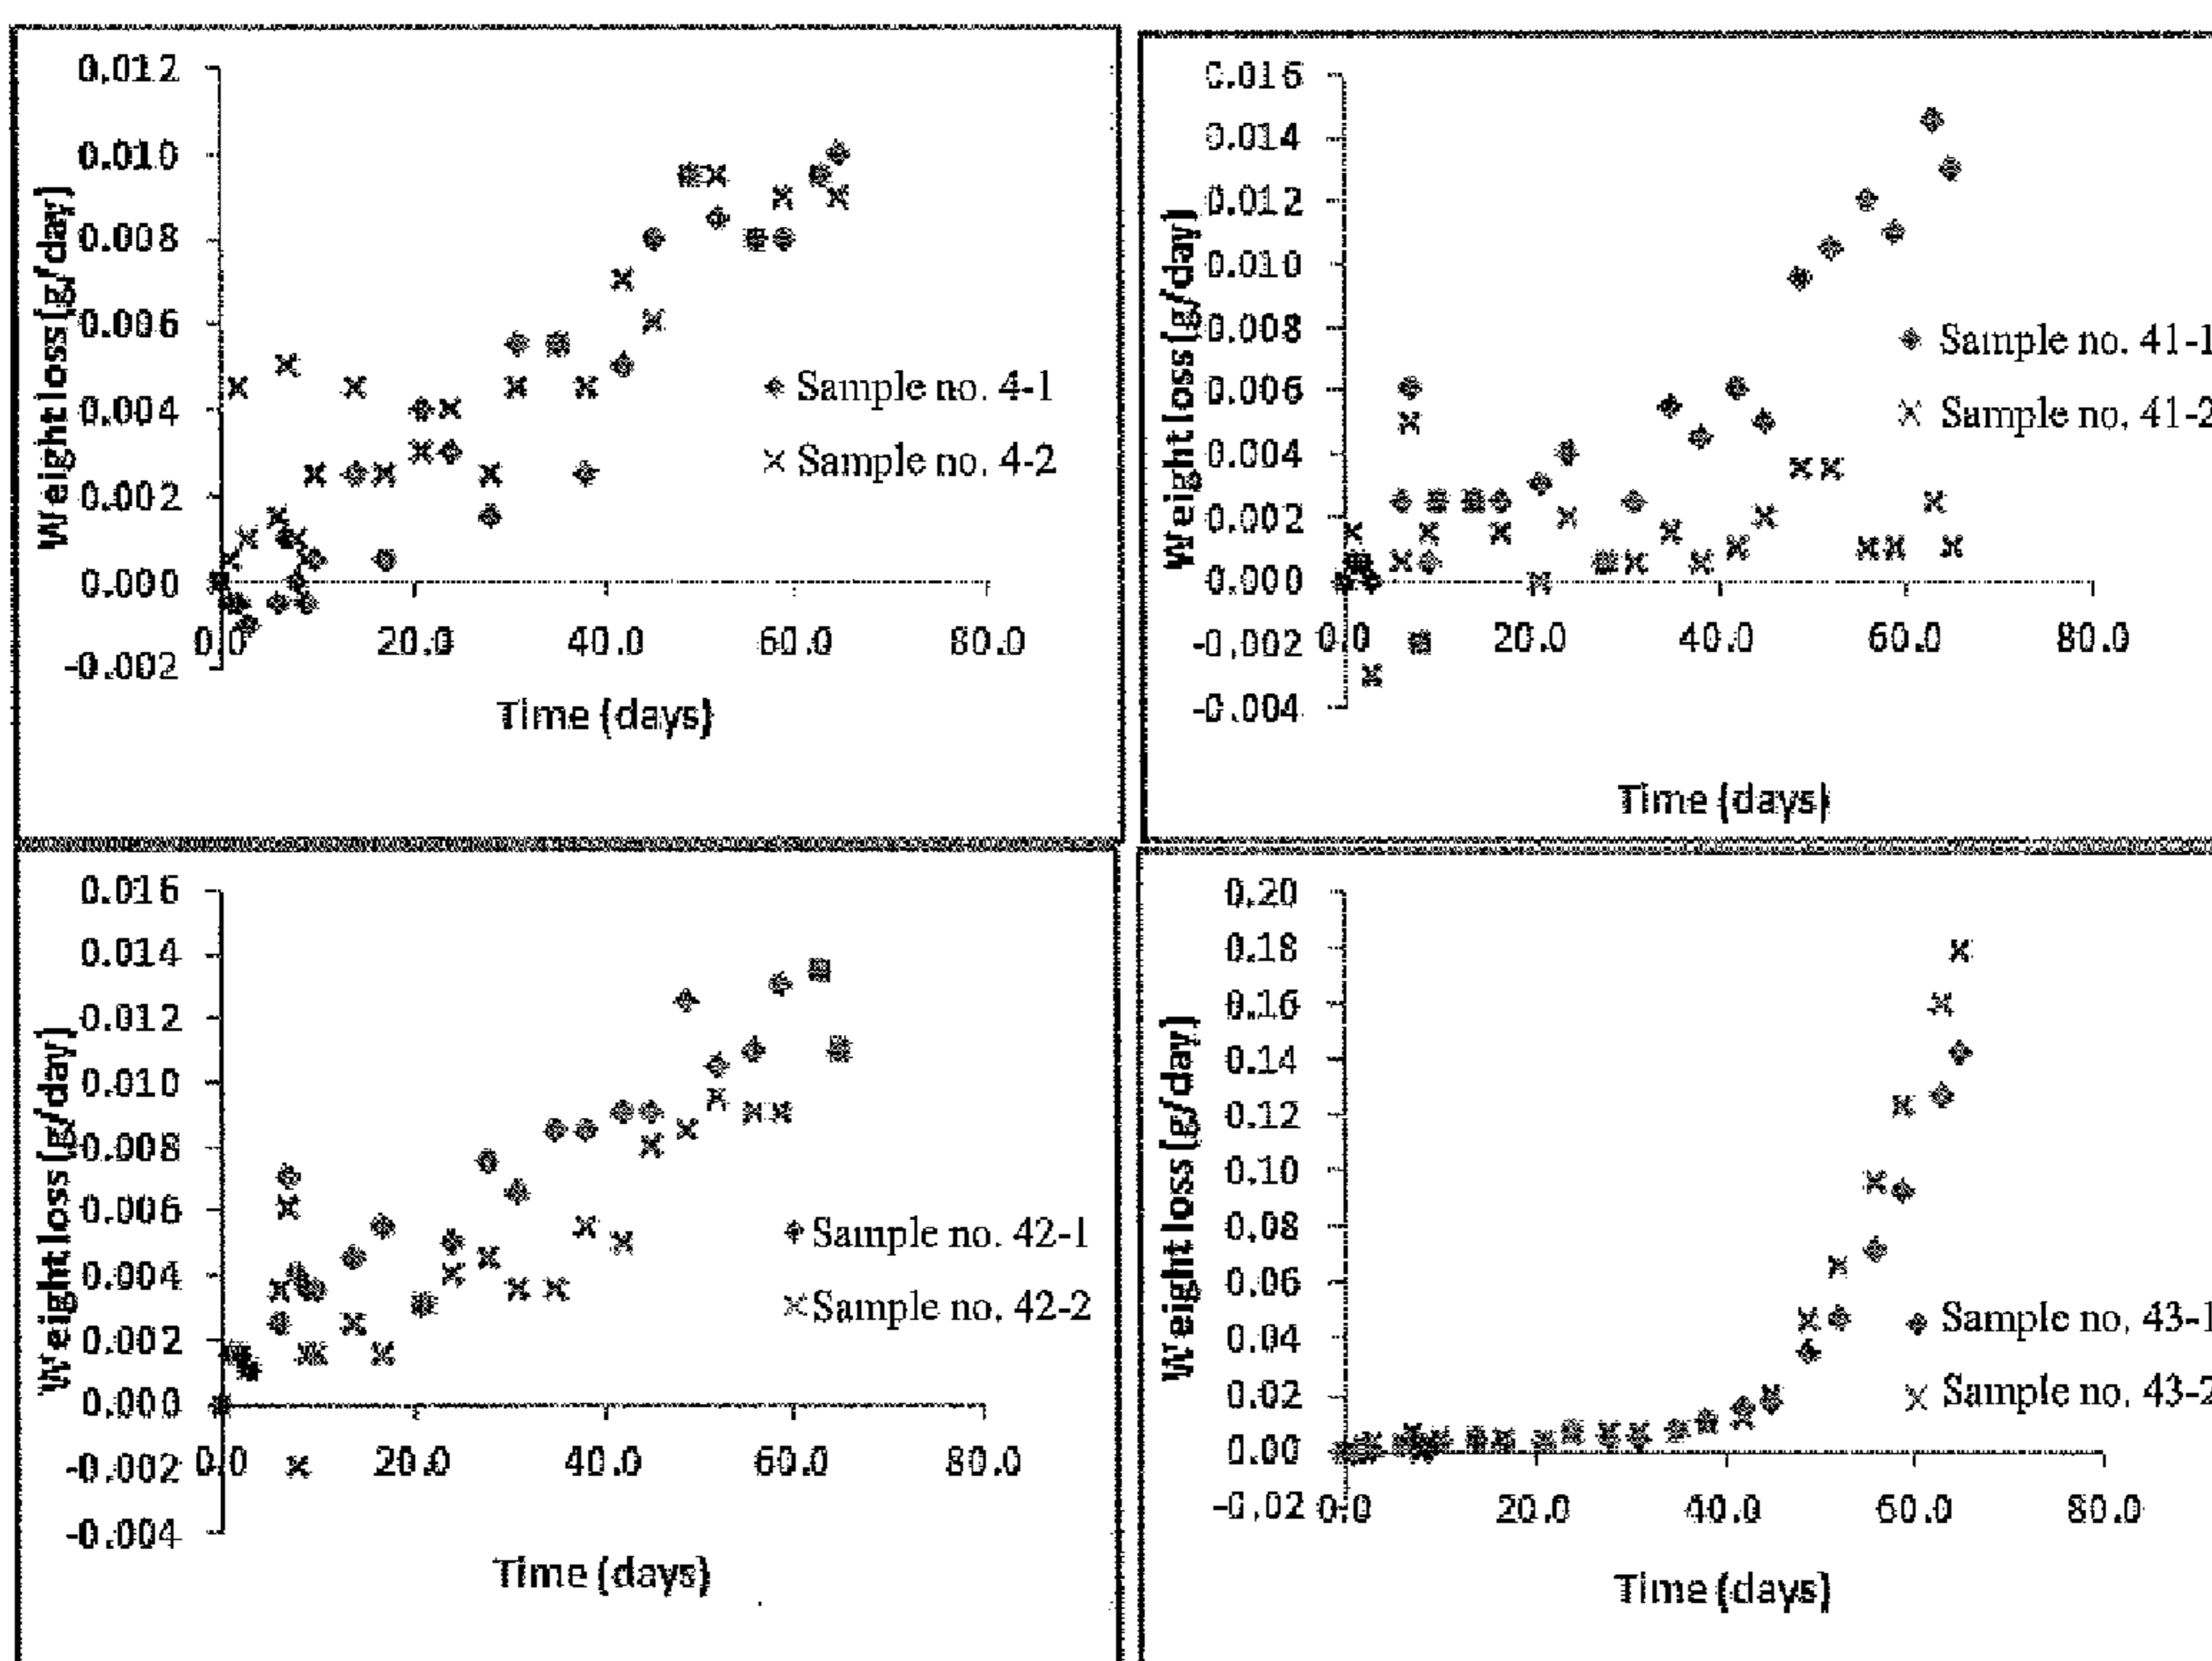 0.012
0.010
0.008
0.006
0.004
0.002
0.000
-0.002
0.0 20.0 40.0 60.0 80.0
Weight loss(g/day)
Time (days)
Sample no. 4-1
Sample no. 4-2
0.016
0.014
0.012
0.010
0.008
0.006
0.004
0.002
0.000
-0.002
-0.004
0.0 20.0 40.0 60.0 80.0
Weight loss(g/day)
Time (days)
Sample no. 41-1
Sample no. 41-2
0.016
0.014
0.012
0.010
0.008
0.006
0.004
0.002
0.000
-0.002
-0.004
0.0 20.0 40.0 60.0 80.0
Weight loss(g/day)
Time (days)
Sample no. 42-1
Sample no. 42-2
0.20
0.18
0.16
0.14
0.12
0.10
0.08
0.06
0.04
0.02
0.00
-0.02
0.0 20.0 40.0 60.0 80.0
Weight loss(g/day)
Time (days)
Sample no. 43-1
Sample no. 43-2